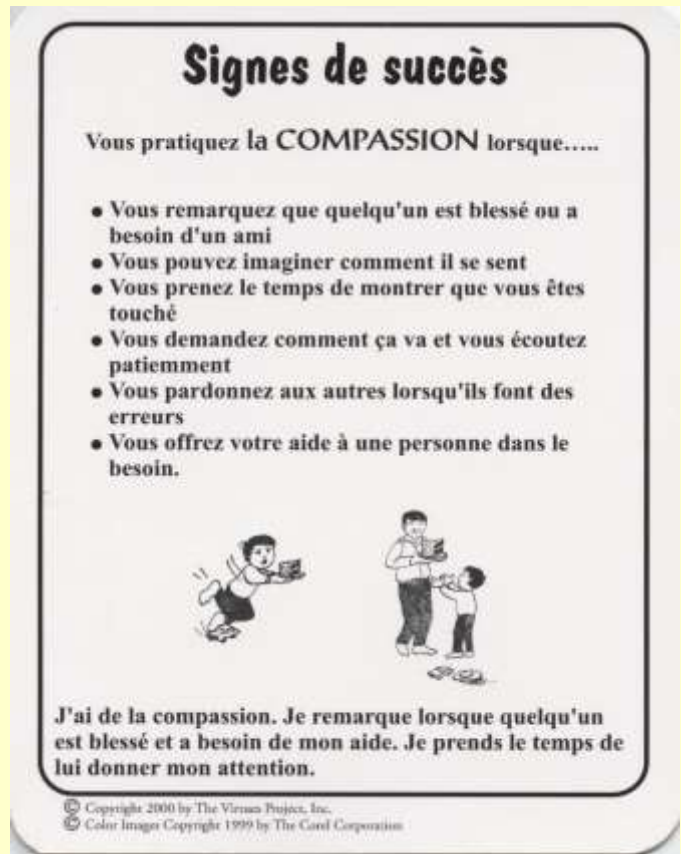 Signes de succès
Vous pratiquez la COMPASSION lorsque.....
• Vous remarquez que quelqu'un est blessé ou a
besoin d'un ami
• Vous pouvez imaginer comment il se sent
• Vous prenez le temps de montrer que vous êtes
touché
• Vous demandez comment ça va et vous écoutez
patiemment
• Vous pardonnez aux autres lorsqu'ils font des
erreurs
• Vous offrez votre aide à une personne dans le
besoin.
J'ai de la compassion. Je remarque lorsque quelqu'un
est blessé et a besoin de mon aide. Je prends le temps de
lui donner mon attention.
© Copyright 2000 by The Virtues Project, Inc.
© Color Images Copyright 1999 by The Corel Corporation